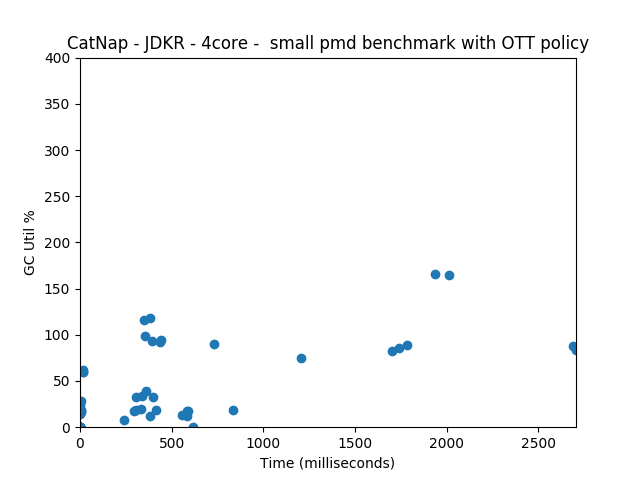 CatNap - JDKR - 4core -  small pmd benchmark with OTT policy
400
350
300
250
200
150
100
50
0
GC Util %
0 500 1000 1500 2000 2500
Time (milliseconds)